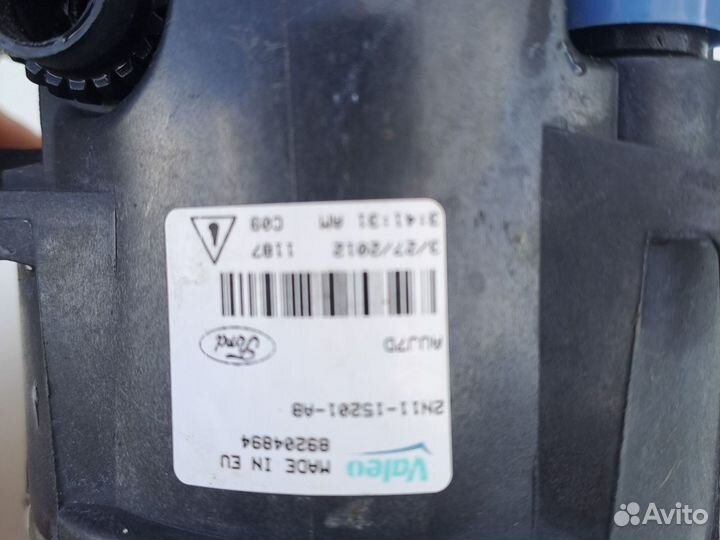 Valeo MADE IN EU
89204894
2N11-15201-AB
AUJ7D
Ford
3/27/2012 1187
3:41:31 AM C09
Avito